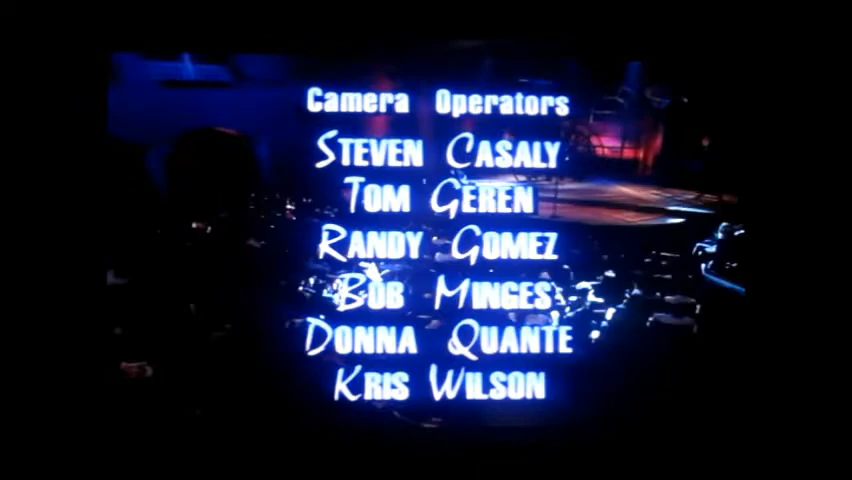 Camera Operators
STEVEN CASALY
TOM GEREN
RANDY GOMEZ
BOB MINGES
DONNA QUANTE
KRIS WILSON